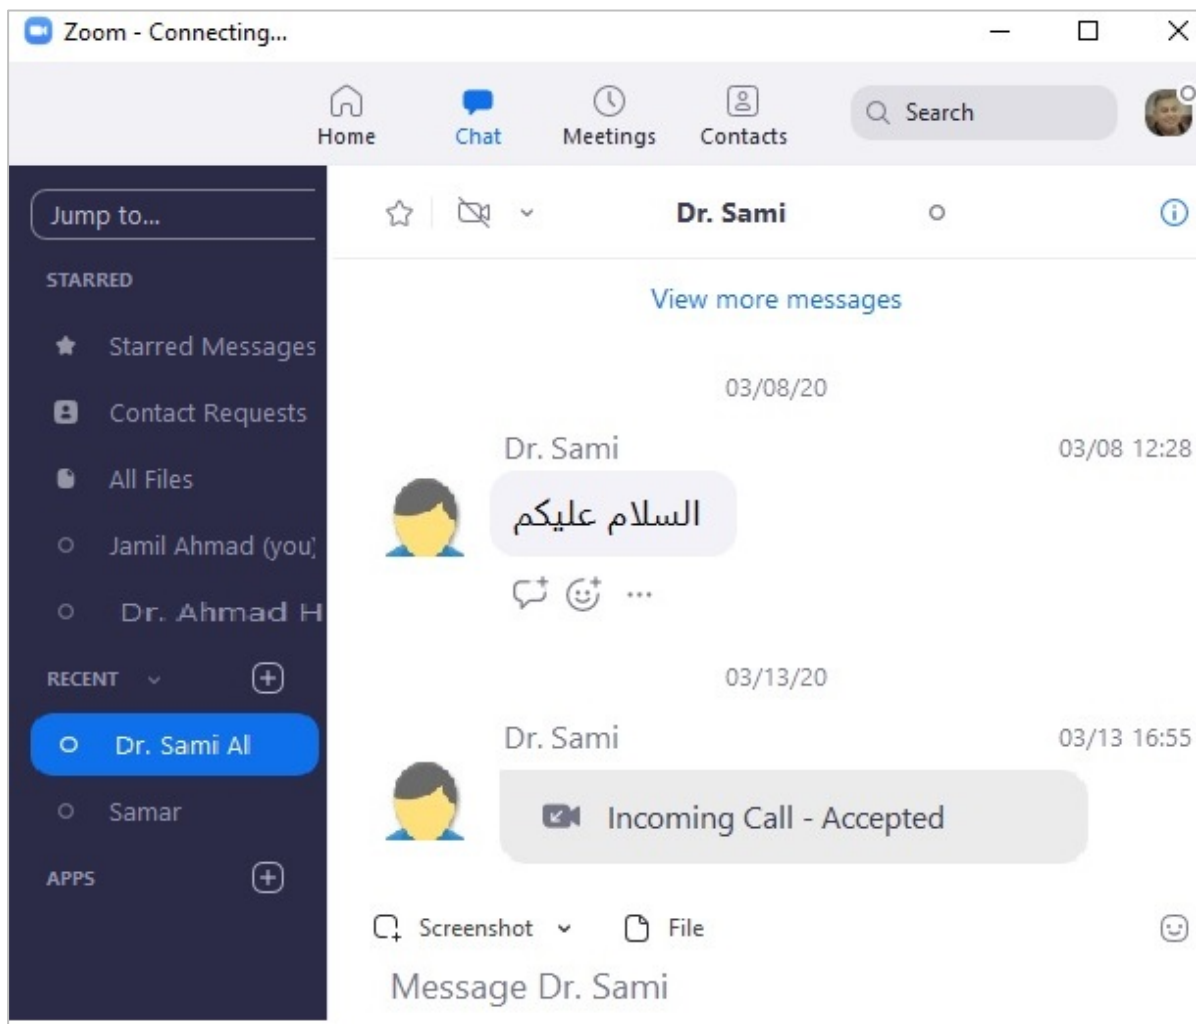 Zoom - Connecting...
Home Chat Meetings Contacts Search
Jump to...
STARRED
Starred Messages
Contact Requests
All Files
Jamil Ahmad (you)
Dr. Ahmad H
RECENT
Dr. Sami Al
Samar
APPS
Dr. Sami
View more messages
03/08/20
Dr. Sami 03/08 12:28
السلام عليكم
03/13/20
Dr. Sami 03/13 16:55
Incoming Call - Accepted
Screenshot File
Message Dr. Sami